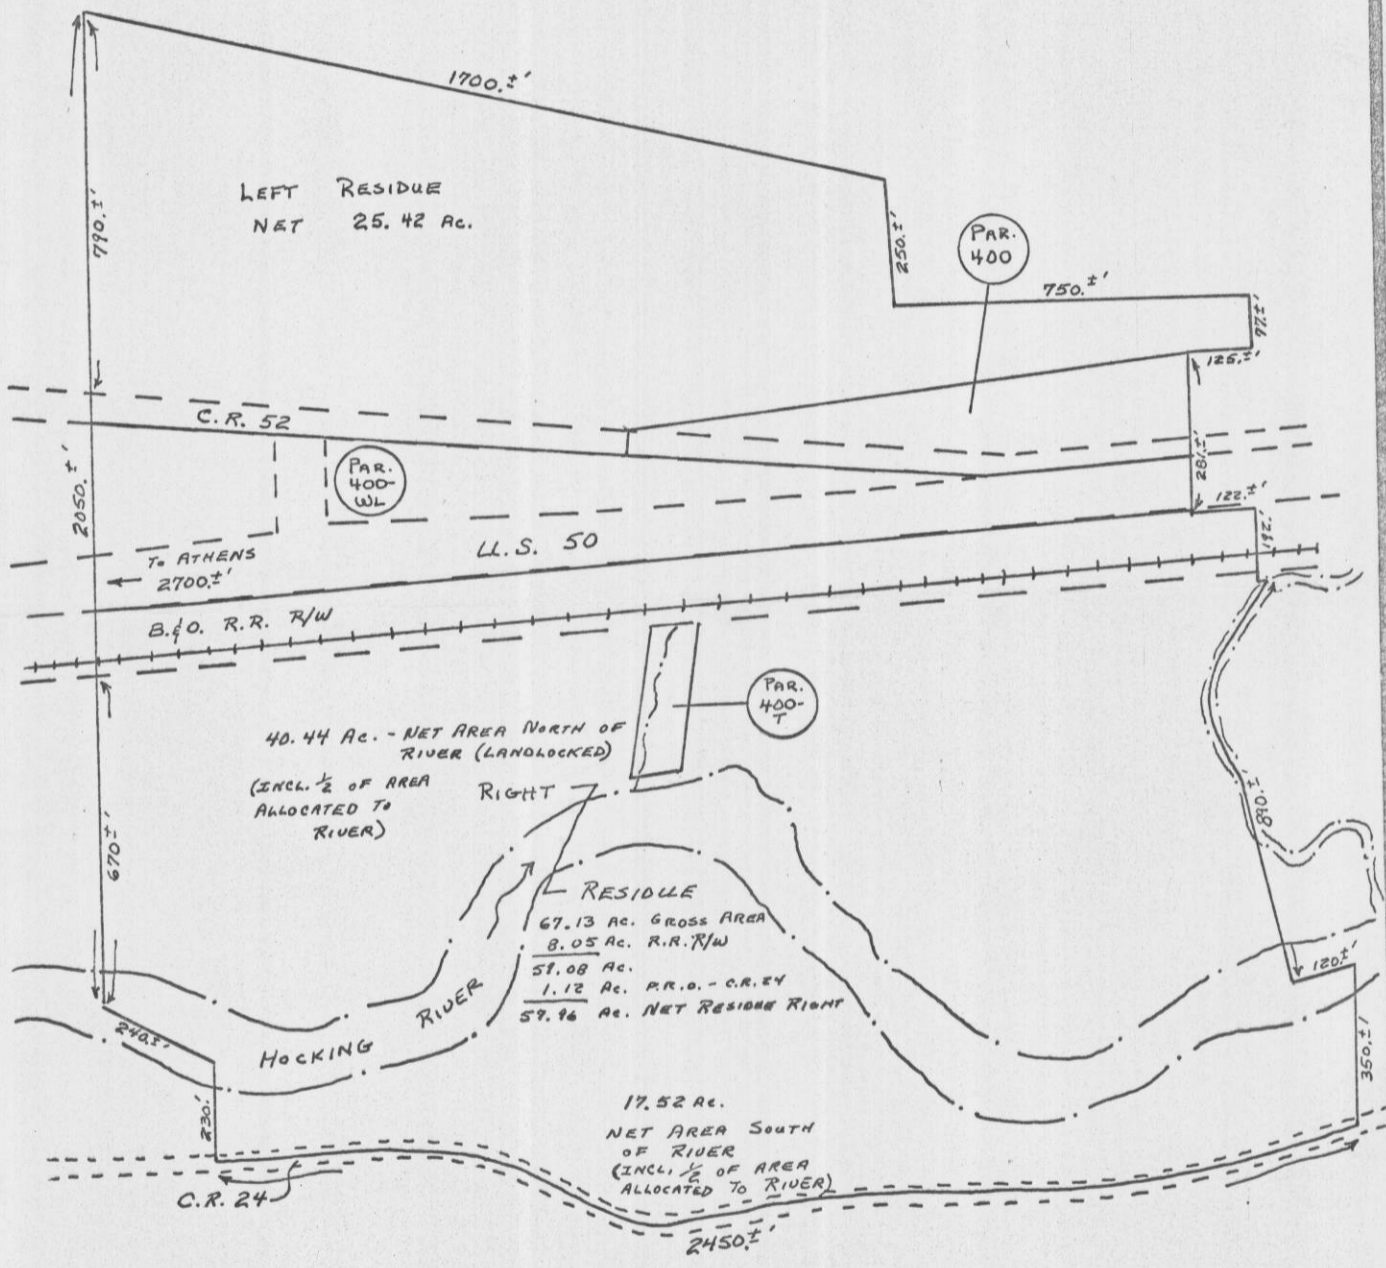 1700.±'
LEFT RESIDUE
NET 25.42 Ac.
790.±'
250.±'
PAR.
400
750.±'
97.±'
125.±'
C.R. 52
PAR.
400-
WL
281.±'
2050.±'
122.±'
192.'
U.S. 50
To ATHENS
2700.±'
B.&O. R.R. R/W
PAR.
400-
T
40.44 Ac. - NET AREA NORTH OF
RIVER (LANDLOCKED)
(INCL. ½ OF AREA
ALLOCATED TO
RIVER)
RIGHT
890.±'
670±'
RESIDUE
67.13 Ac. GROSS AREA
8.05 Ac. R.R. R/W
59.08 Ac.
1.12 Ac. P.R.O. - C.R. 24
57.96 Ac. NET RESIDUE RIGHT
120±'
240.±'
HOCKING RIVER
350.±'
230.'
17.52 Ac.
NET AREA SOUTH
OF RIVER
(INCL. ½ OF AREA
ALLOCATED TO RIVER)
C.R. 24
2450.±'